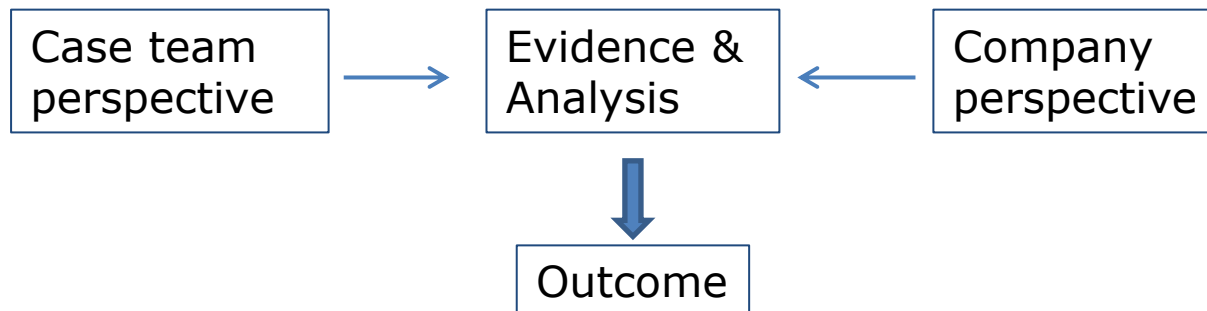 Case team
perspective
Evidence &
Analysis
Company
perspective
Outcome